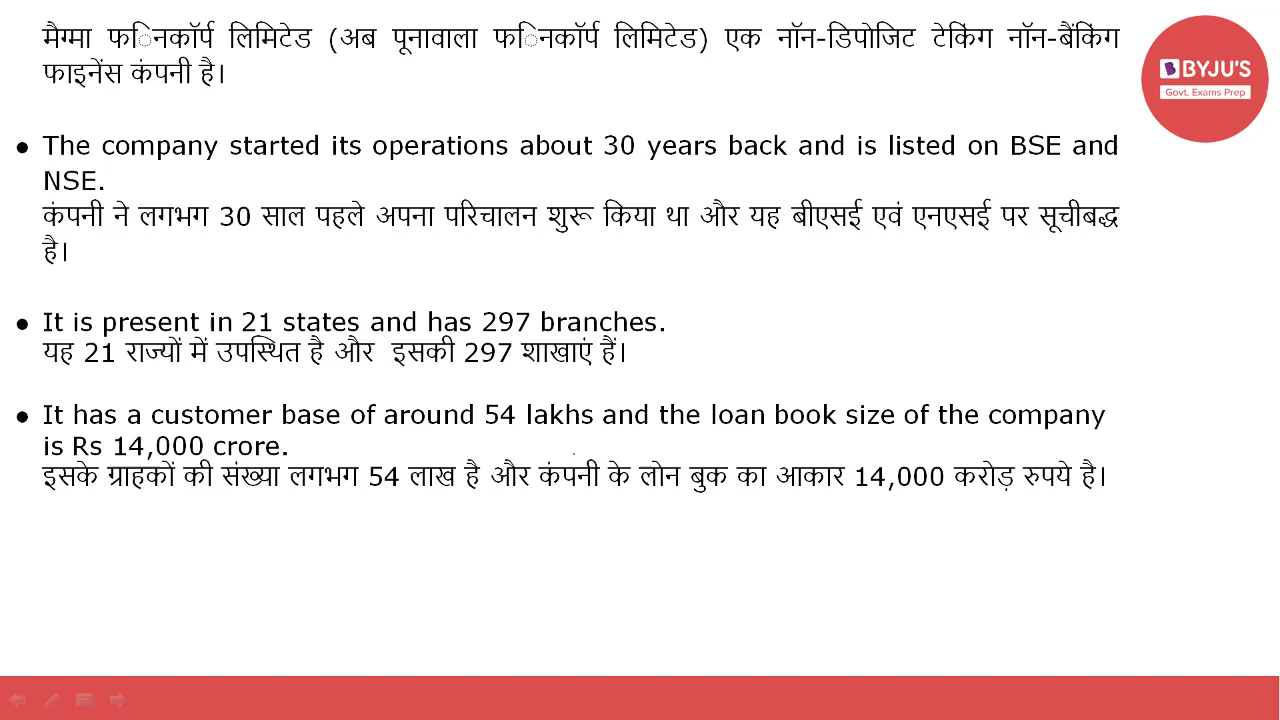 मैग्मा फिनकॉर्प लिमिटेड (अब पूनावाला फिनकॉर्प लिमिटेड) एक नॉन-डिपोजिट टेकिंग नॉन-बैंकिंग
फाइनेंस कंपनी है।
BYJU'S
Govt. Exams Prep
● The company started its operations about 30 years back and is listed on BSE and
NSE.
कंपनी ने लगभग 30 साल पहले अपना परिचालन शुरू किया था और यह बीएसई एवं एनएसई पर सूचीबद्ध
है।
● It is present in 21 states and has 297 branches.
यह 21 राज्यों में उपस्थित है और इसकी 297 शाखाएं हैं।
● It has a customer base of around 54 lakhs and the loan book size of the company
is Rs 14,000 crore.
इसके ग्राहकों की संख्या लगभग 54 लाख है और कंपनी के लोन बुक का आकार 14,000 करोड़ रुपये है।